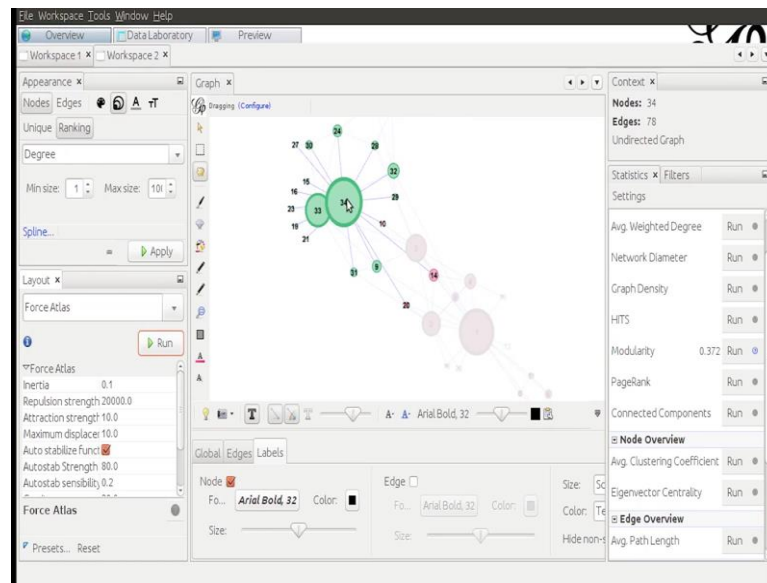 File Workspace Tools Window Help
Overview Data Laboratory Preview
Workspace 1 × Workspace 2 ×
Appearance ×
Nodes Edges
Unique Ranking
Degree
Min size: 1 Max size: 10
Spline...
= Apply
Layout ×
Force Atlas
Run
Force Atlas
Inertia 0.1
Repulsion strength 20000.0
Attraction strengt 10.0
Maximum displace 10.0
Auto stabilize funct
Autostab Strength 80.0
Autostab sensibilit 0.2
Force Atlas
Presets... Reset
Graph ×
Dragging (Configure)
24
27 30 28
32
15
16 34 29
23 33
19 10
21
31 9 14
20
T T A- A- Arial Bold, 32
Global Edges Labels
Node Edge
Fo... Arial Bold, 32 Color: Fo... Arial Bold, 32 Color:
Size: Size:
Size: Sc
Color: Te
Hide non-s
Context ×
Nodes: 34
Edges: 78
Undirected Graph
Statistics × Filters
Settings
Avg. Weighted Degree Run
Network Diameter Run
Graph Density Run
HITS Run
Modularity 0.372 Run
PageRank Run
Connected Components Run
Node Overview
Avg. Clustering Coefficient Run
Eigenvector Centrality Run
Edge Overview
Avg. Path Length Run